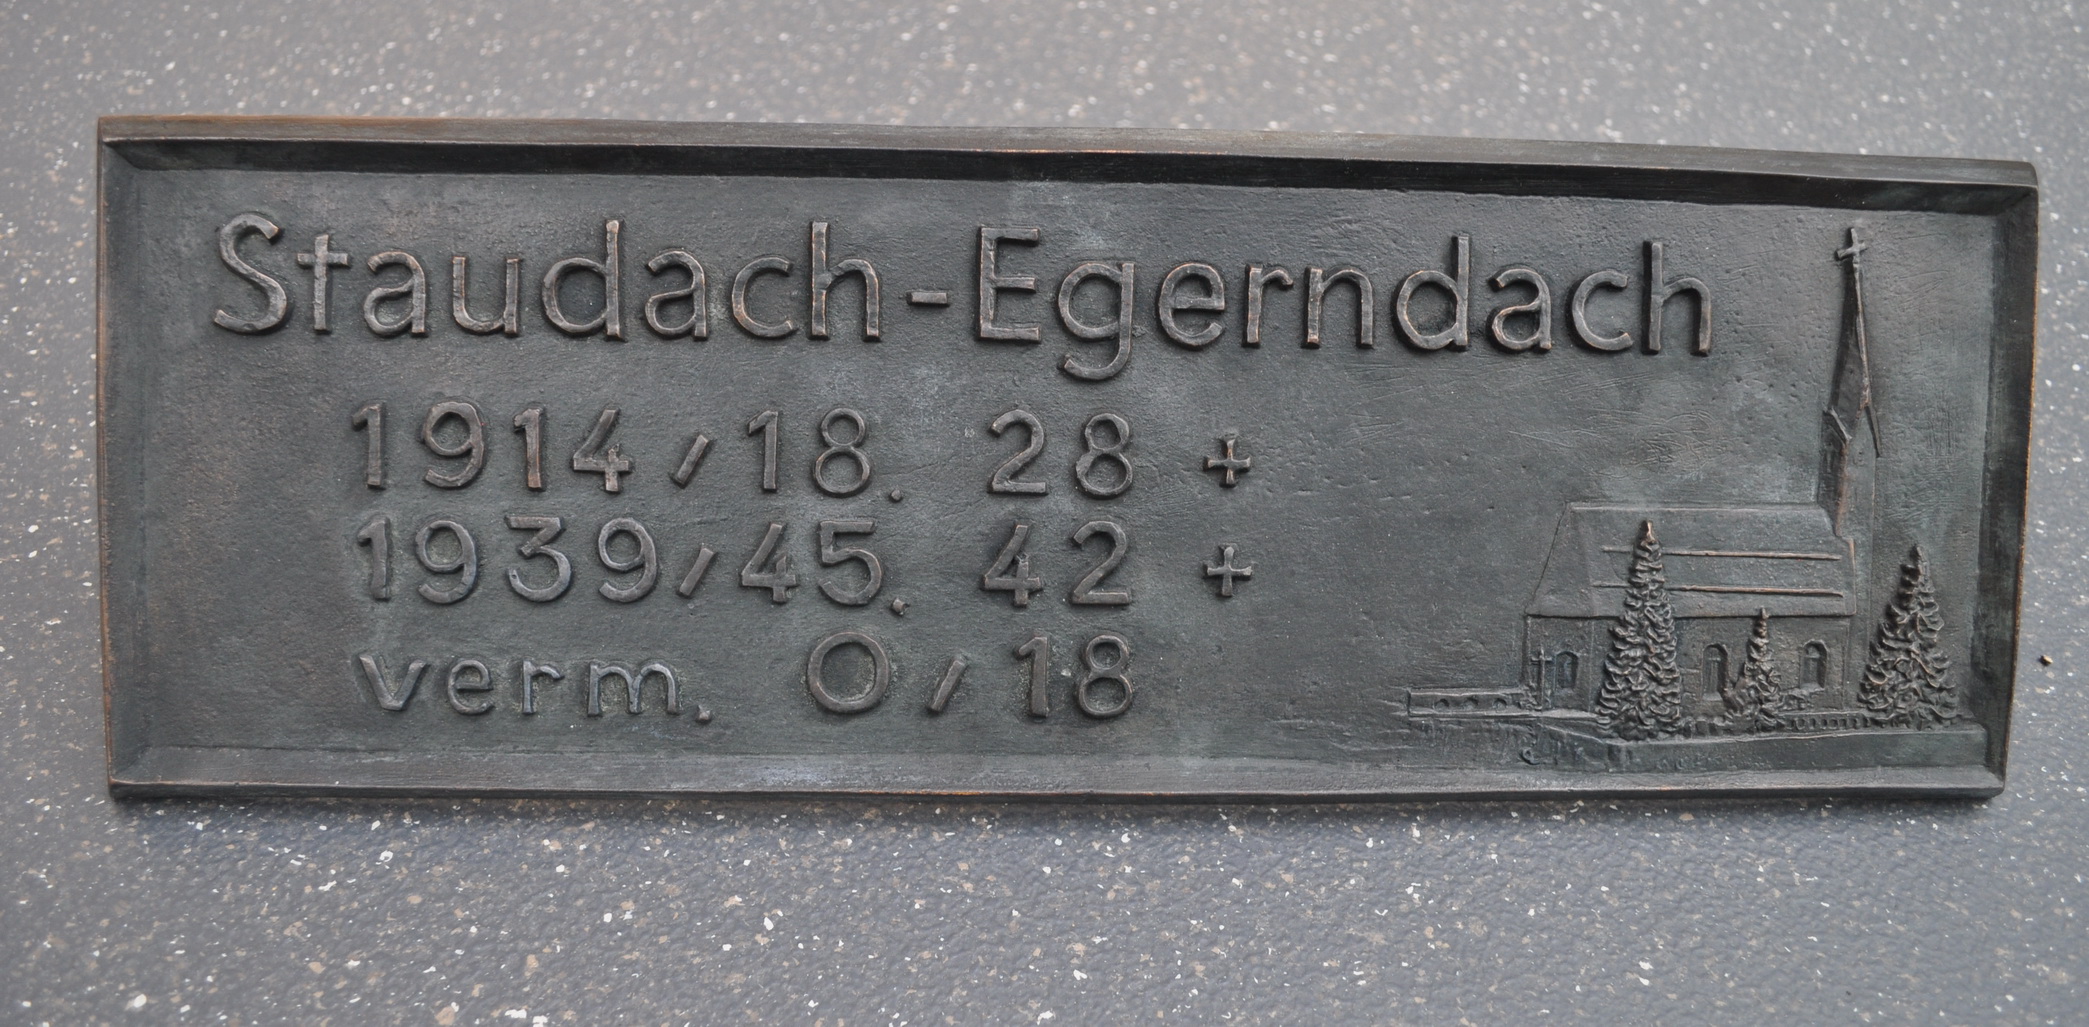 Staudach-Egerndach
1914/18. 28 +
1939/45. 42 +
verm. 0/18